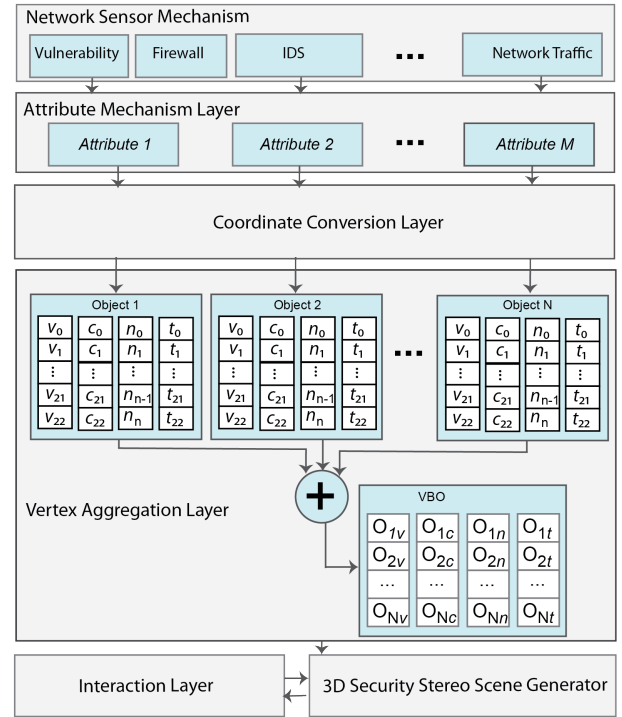 Network Sensor Mechanism
Vulnerability Firewall IDS ... Network Traffic
Attribute Mechanism Layer
Attribute 1 Attribute 2 ... Attribute M
Coordinate Conversion Layer
Object 1 Object 2 Object N
v0 c0 n0 t0 v0 c0 n0 t0 v0 c0 n0 t0
v1 c1 n1 t1 v1 c1 n1 t1 ... v1 c1 n1 t1
⋮ ⋮ ⋮ ⋮ ⋮ ⋮ ⋮ ⋮ ⋮ ⋮ ⋮ ⋮
v21 c21 nn-1 t21 v21 c21 nn-1 t21 v21 c21 nn-1 t21
v22 c22 nn t22 v22 c22 nn t22 v22 c22 nn t22
+
Vertex Aggregation Layer
VBO
O1v O1c O1n O1t
O2v O2c O2n O2t
... ... ... ...
ONv ONc ONn ONt
Interaction Layer
3D Security Stereo Scene Generator